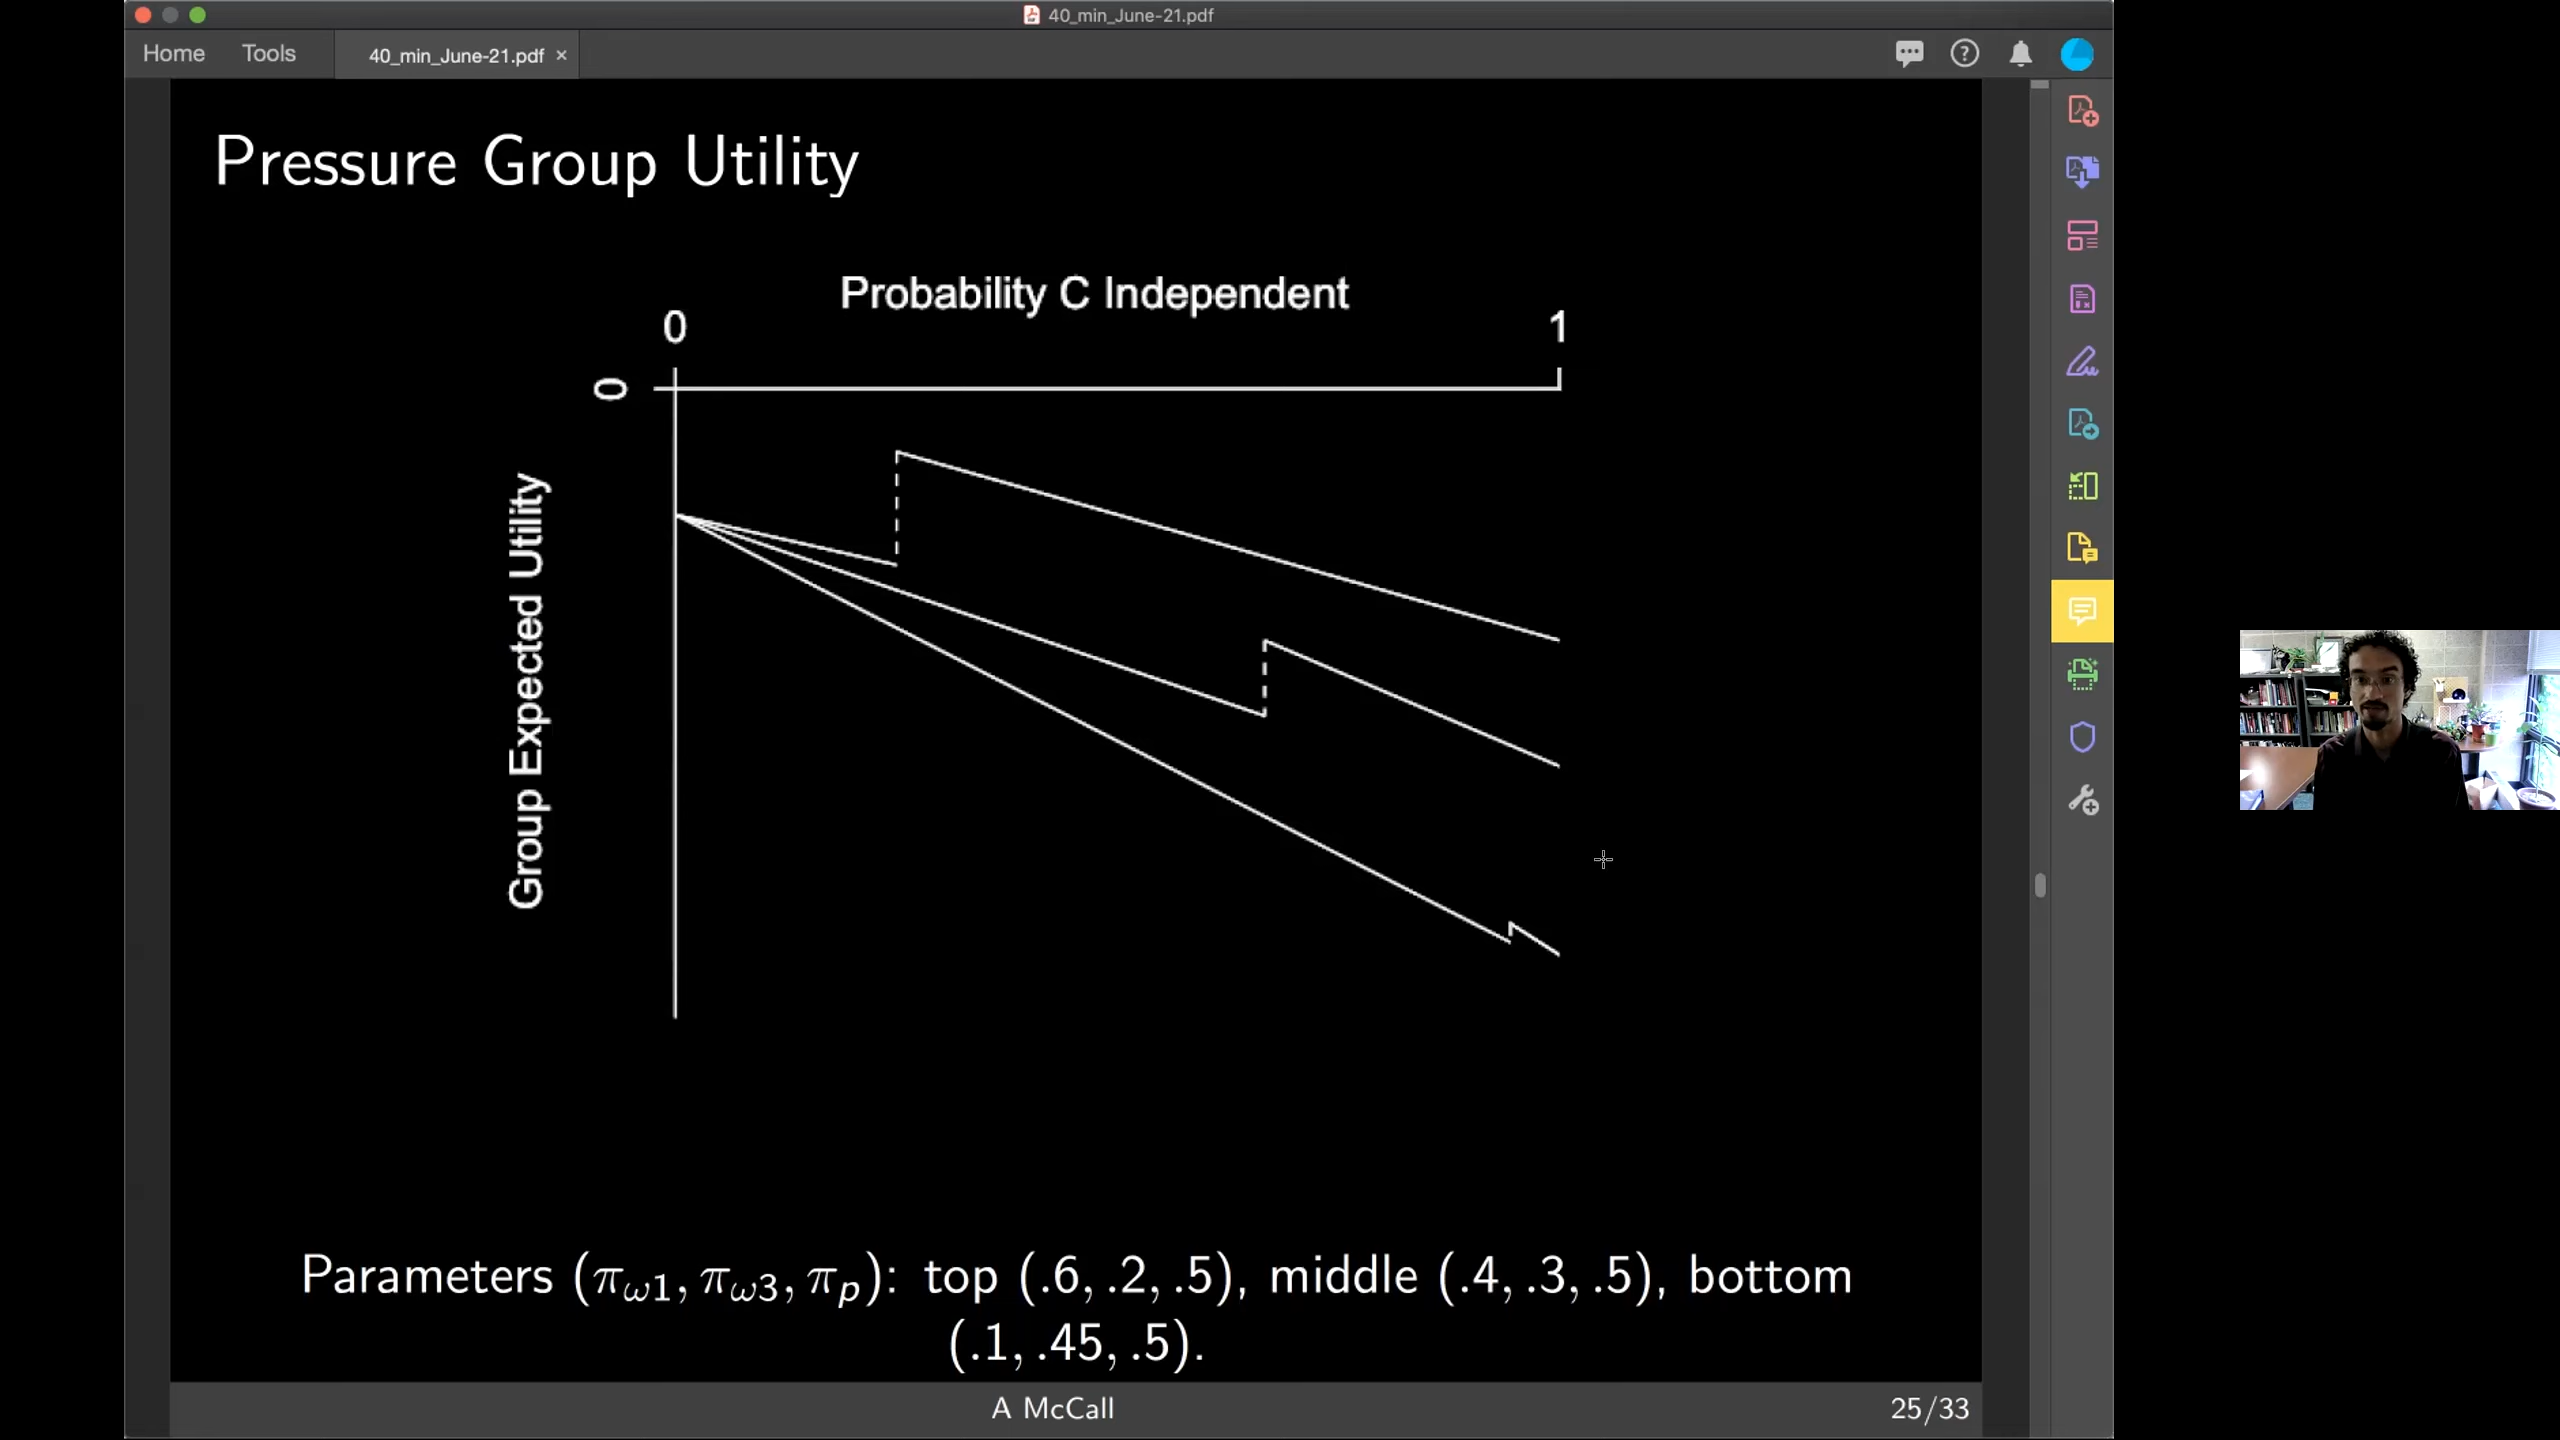 40_min_June-21.pdf
Home Tools 40_min_June-21.pdf ×
Pressure Group Utility
Probability C Independent
0 1
0
Group Expected Utility
Parameters (πω1, πω3, πp): top (.6, .2, .5), middle (.4, .3, .5), bottom
(.1, .45, .5).
A McCall 25/33